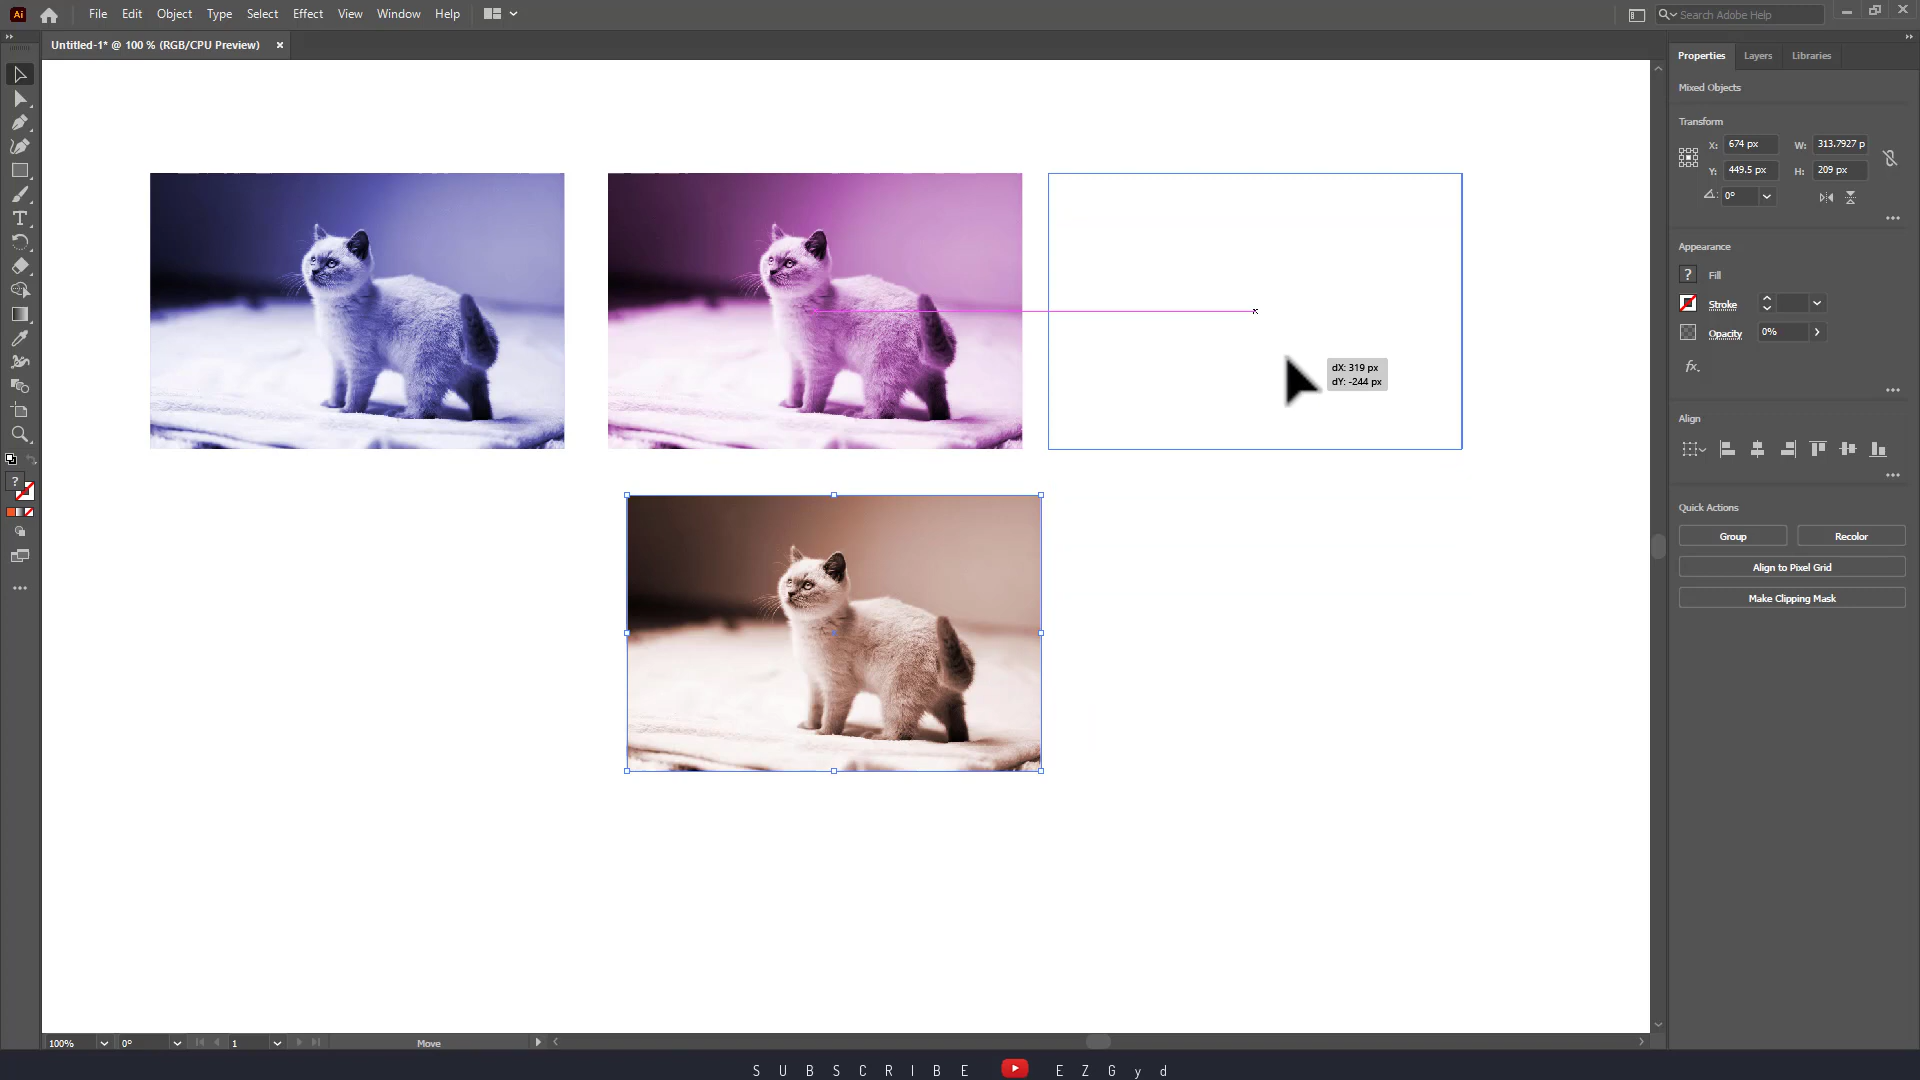 Ai File Edit Object Type Select Effect View Window Help Search Adobe Help
Untitled-1* @ 100 % (RGB/CPU Preview) ×
Properties Layers Libraries
Mixed Objects
Transform
X: 674 px W: 313.7927 p
Y: 449.5 px H: 209 px
0°
Appearance
? Fill
Stroke
Opacity 0%
fx.
Align
Quick Actions
Group Recolor
Align to Pixel Grid
Make Clipping Mask
dX: 319 px
dY: -244 px
T
?
100% 0° 1 Move
SUBSCRIBE EZGyd